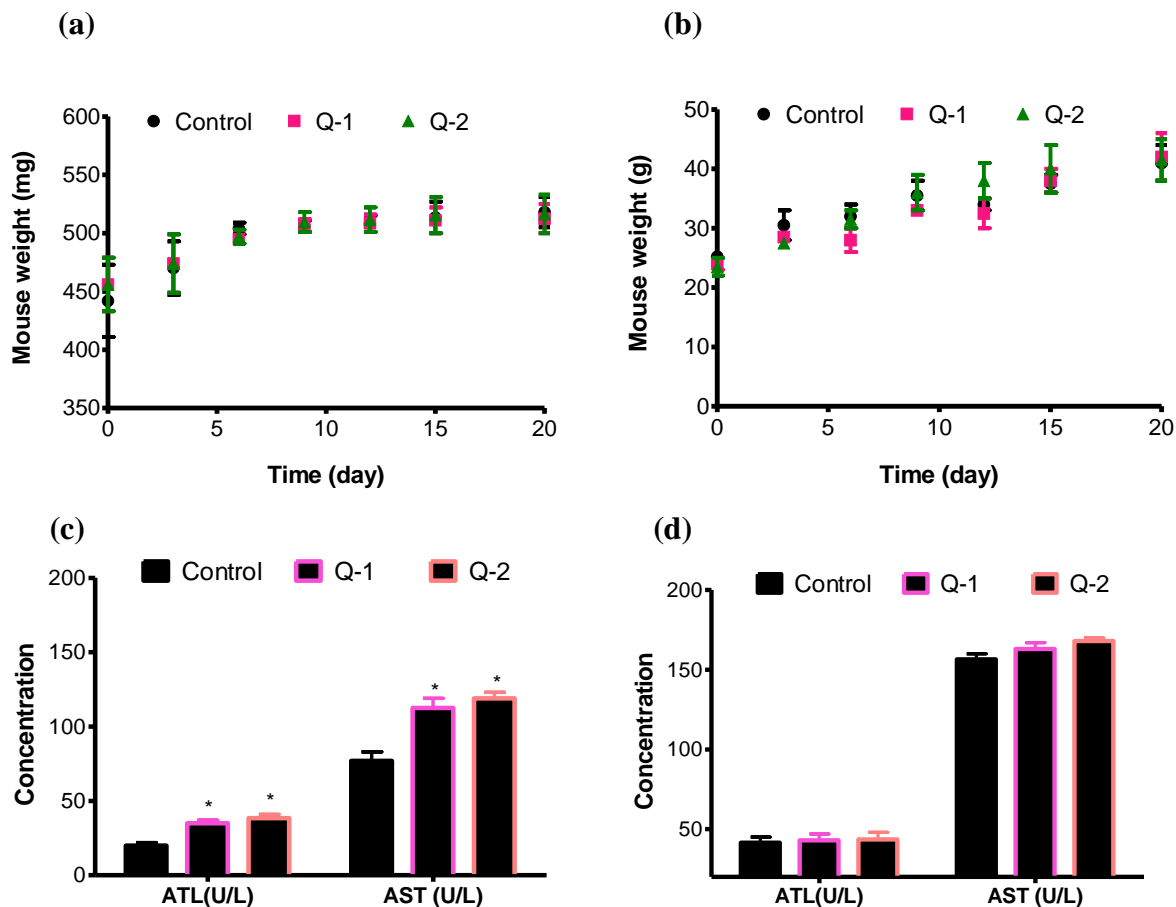 (a)
Control Q-1 Q-2
Mouse weight (mg)
600
550
500
450
400
350
0 5 10 15 20
Time (day)
(b)
Control Q-1 Q-2
Mouse weight (g)
50
40
30
20
10
0
0 5 10 15 20
Time (day)
(c)
Control Q-1 Q-2
Concentration
200
150
100
50
0
* * * *
ATL(U/L) AST (U/L)
(d)
Control Q-1 Q-2
Concentration
200
150
100
50
ATL(U/L) AST (U/L)